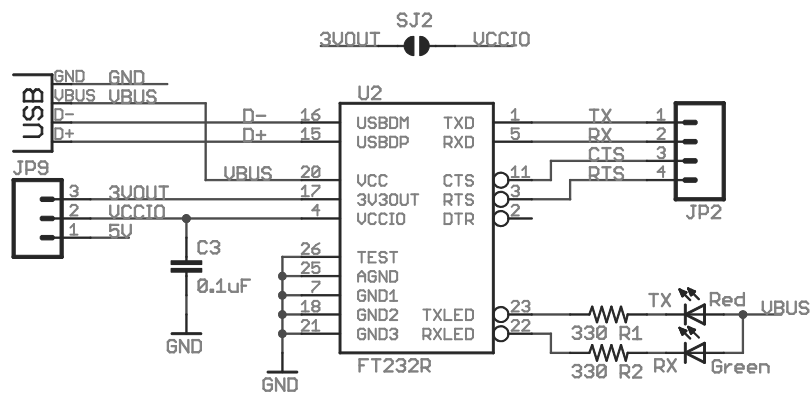 SJ2
3VOUT VCCIO
USB
GND GND
VBUS VBUS
D- D- 16
D+ D+ 15
VBUS 20
JP9
3 3VOUT 17
2 VCCIO 4
1 5V
C3
0.1uF
GND
26
25
7
18
21
GND
U2
USBDM TXD
USBDP RXD
VCC CTS
3V3OUT RTS
VCCIO DTR
TEST
AGND
GND1
GND2 TXLED
GND3 RXLED
FT232R
1 TX 1
5 RX 2
11 CTS 3
3 RTS 4
2
JP2
23 TX Red
VBUS
22 330 R1
330 R2 RX Green